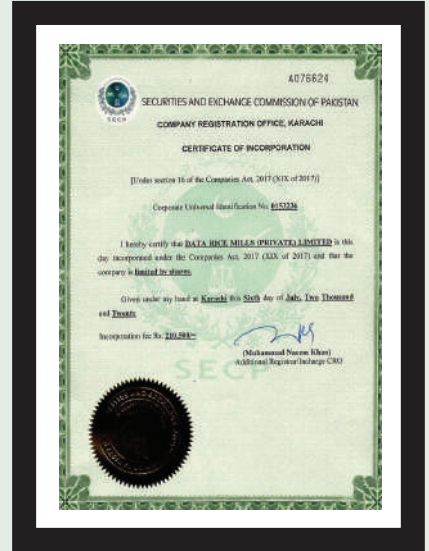 4076624
SECP
SECURITIES AND EXCHANGE COMMISSION OF PAKISTAN
COMPANY REGISTRATION OFFICE, KARACHI
CERTIFICATE OF INCORPORATION
[Under section 16 of the Companies Act, 2017 (XIX of 2017)]
Corporate Universal Identification No. 0152236
I hereby certify that DATA RICE MILLS (PRIVATE) LIMITED is this
day incorporated under the Companies Act, 2017 (XIX of 2017) and that the
company is limited by shares.
Given under my hand at Karachi this Sixth day of July, Two Thousand
and Twenty
Incorporation fee Rs.
(Muhammad Naeem Khan)
Additional Registrar/Incharge CRO
SECP